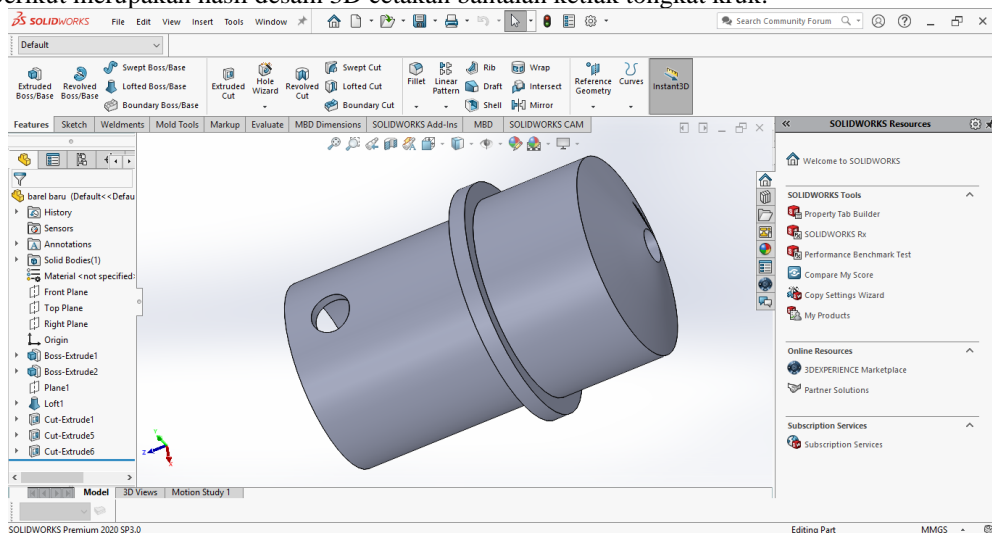 berikut merupakan hasil desain 3D cetakan bantalan ketiak tongkat kruk:
SOLIDWORKS File Edit View Insert Tools Window Search Community Forum
Default
Extruded Boss/Base
Revolved Boss/Base
Swept Boss/Base
Lofted Boss/Base
Boundary Boss/Base
Extruded Cut
Hole Wizard
Revolved Cut
Swept Cut
Lofted Cut
Boundary Cut
Fillet
Linear Pattern
Rib
Draft
Shell
Wrap
Intersect
Mirror
Reference Geometry
Curves
Instant3D
Features Sketch Weldments Mold Tools Markup Evaluate MBD Dimensions SOLIDWORKS Add-Ins MBD SOLIDWORKS CAM
barel baru (Default<<Defau
History
Sensors
Annotations
Solid Bodies(1)
Material <not specified>
Front Plane
Top Plane
Right Plane
Origin
Boss-Extrude1
Boss-Extrude2
Plane1
Loft1
Cut-Extrude1
Cut-Extrude5
Cut-Extrude6
Y
Z
X
Model 3D Views Motion Study 1
SOLIDWORKS Resources
Welcome to SOLIDWORKS
SOLIDWORKS Tools
Property Tab Builder
SOLIDWORKS Rx
Performance Benchmark Test
Compare My Score
Copy Settings Wizard
My Products
Online Resources
3DEXPERIENCE Marketplace
Partner Solutions
Subscription Services
Subscription Services
SOLIDWORKS Premium 2020 SP3.0 Editing Part MMGS